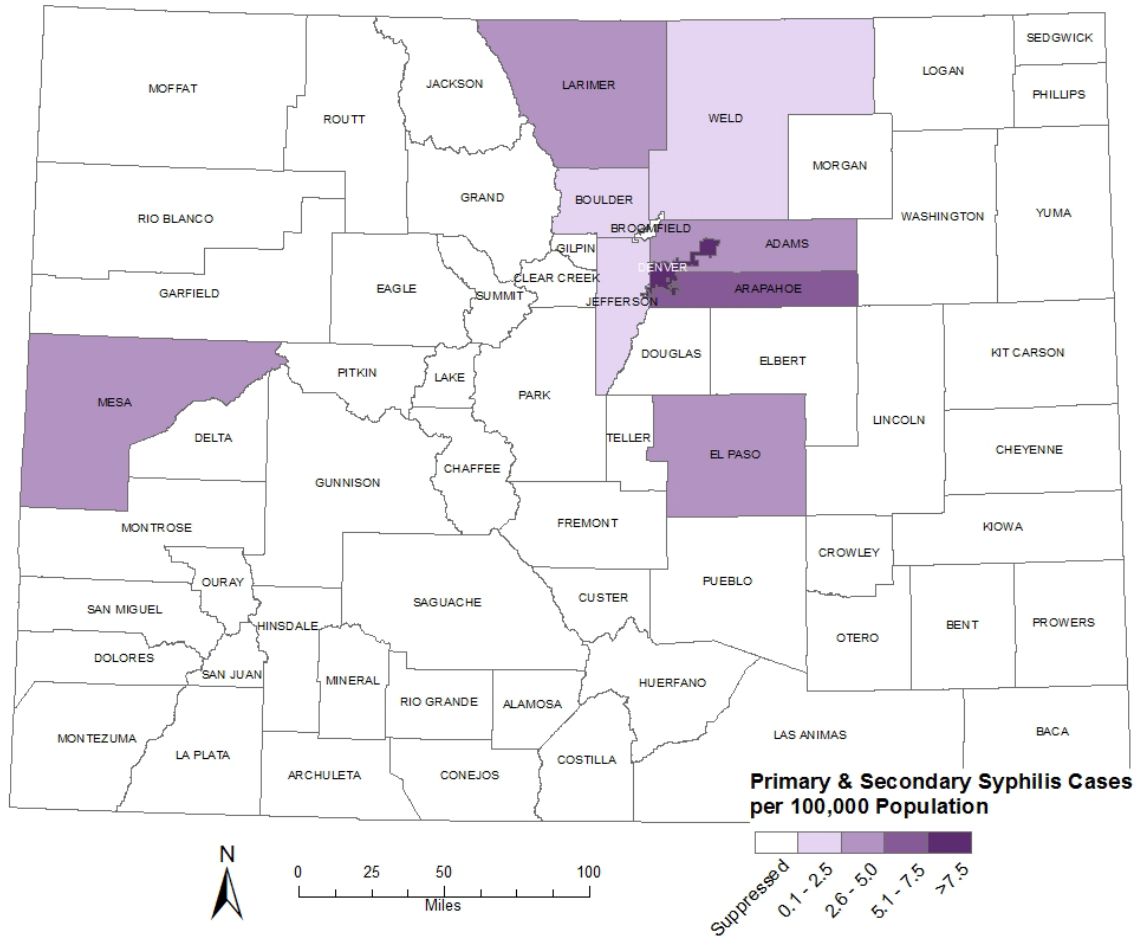 SEDGWICK
LOGAN
JACKSON
LARIMER
MOFFAT
PHILLIPS
ROUTT
WELD
MORGAN
GRAND
BOULDER
RIO BLANCO
WASHINGTON
YUMA
BROOMFIELD
ADAMS
GILPIN
DENVER
CLEAR CREEK
EAGLE
ARAPAHOE
GARFIELD
SUMMIT
JEFFERSON
DOUGLAS
ELBERT
KIT CARSON
PITKIN
LAKE
PARK
MESA
LINCOLN
DELTA
TELLER
EL PASO
CHEYENNE
CHAFFEE
GUNNISON
FREMONT
MONTROSE
KIOWA
CROWLEY
OURAY
PUEBLO
SAGUACHE
CUSTER
SAN MIGUEL
HINSDALE
BENT
PROWERS
OTERO
DOLORES
SAN JUAN
MINERAL
HUERFANO
RIO GRANDE
ALAMOSA
MONTEZUMA
LA PLATA
LAS ANIMAS
BACA
COSTILLA
ARCHULETA
CONEJOS
Primary & Secondary Syphilis Cases
per 100,000 Population
Suppressed
0.1 - 2.5
2.6 - 5.0
5.1 - 7.5
>7.5
N
0 25 50 100
Miles